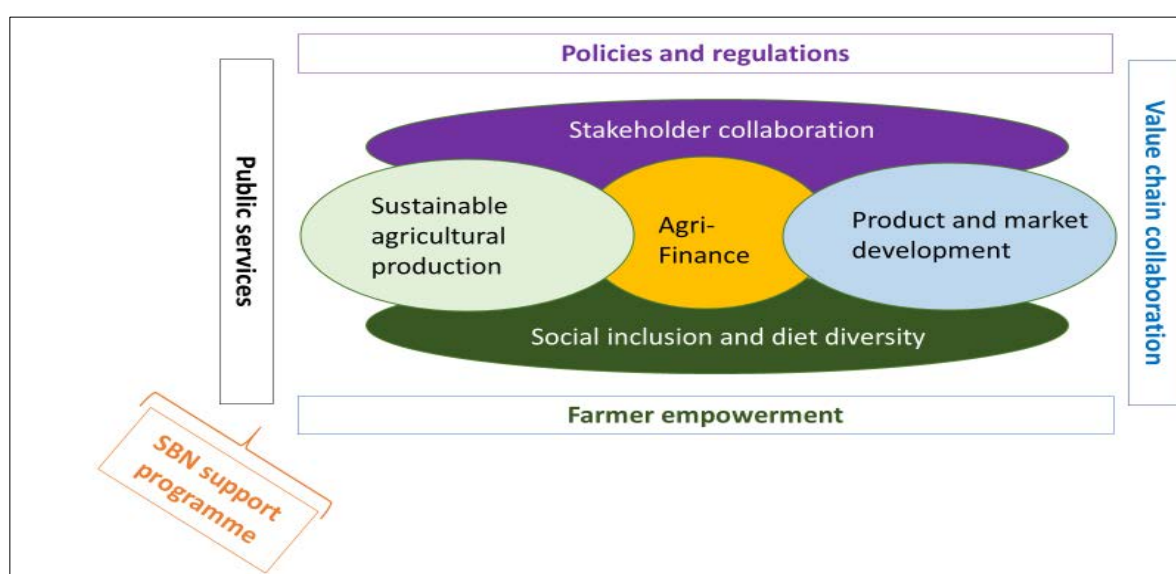 Policies and regulations
Public services
Stakeholder collaboration
Sustainable
agricultural
production
Agri-
Finance
Product and market
development
Value chain collaboration
Social inclusion and diet diversity
Farmer empowerment
SBN support
programme